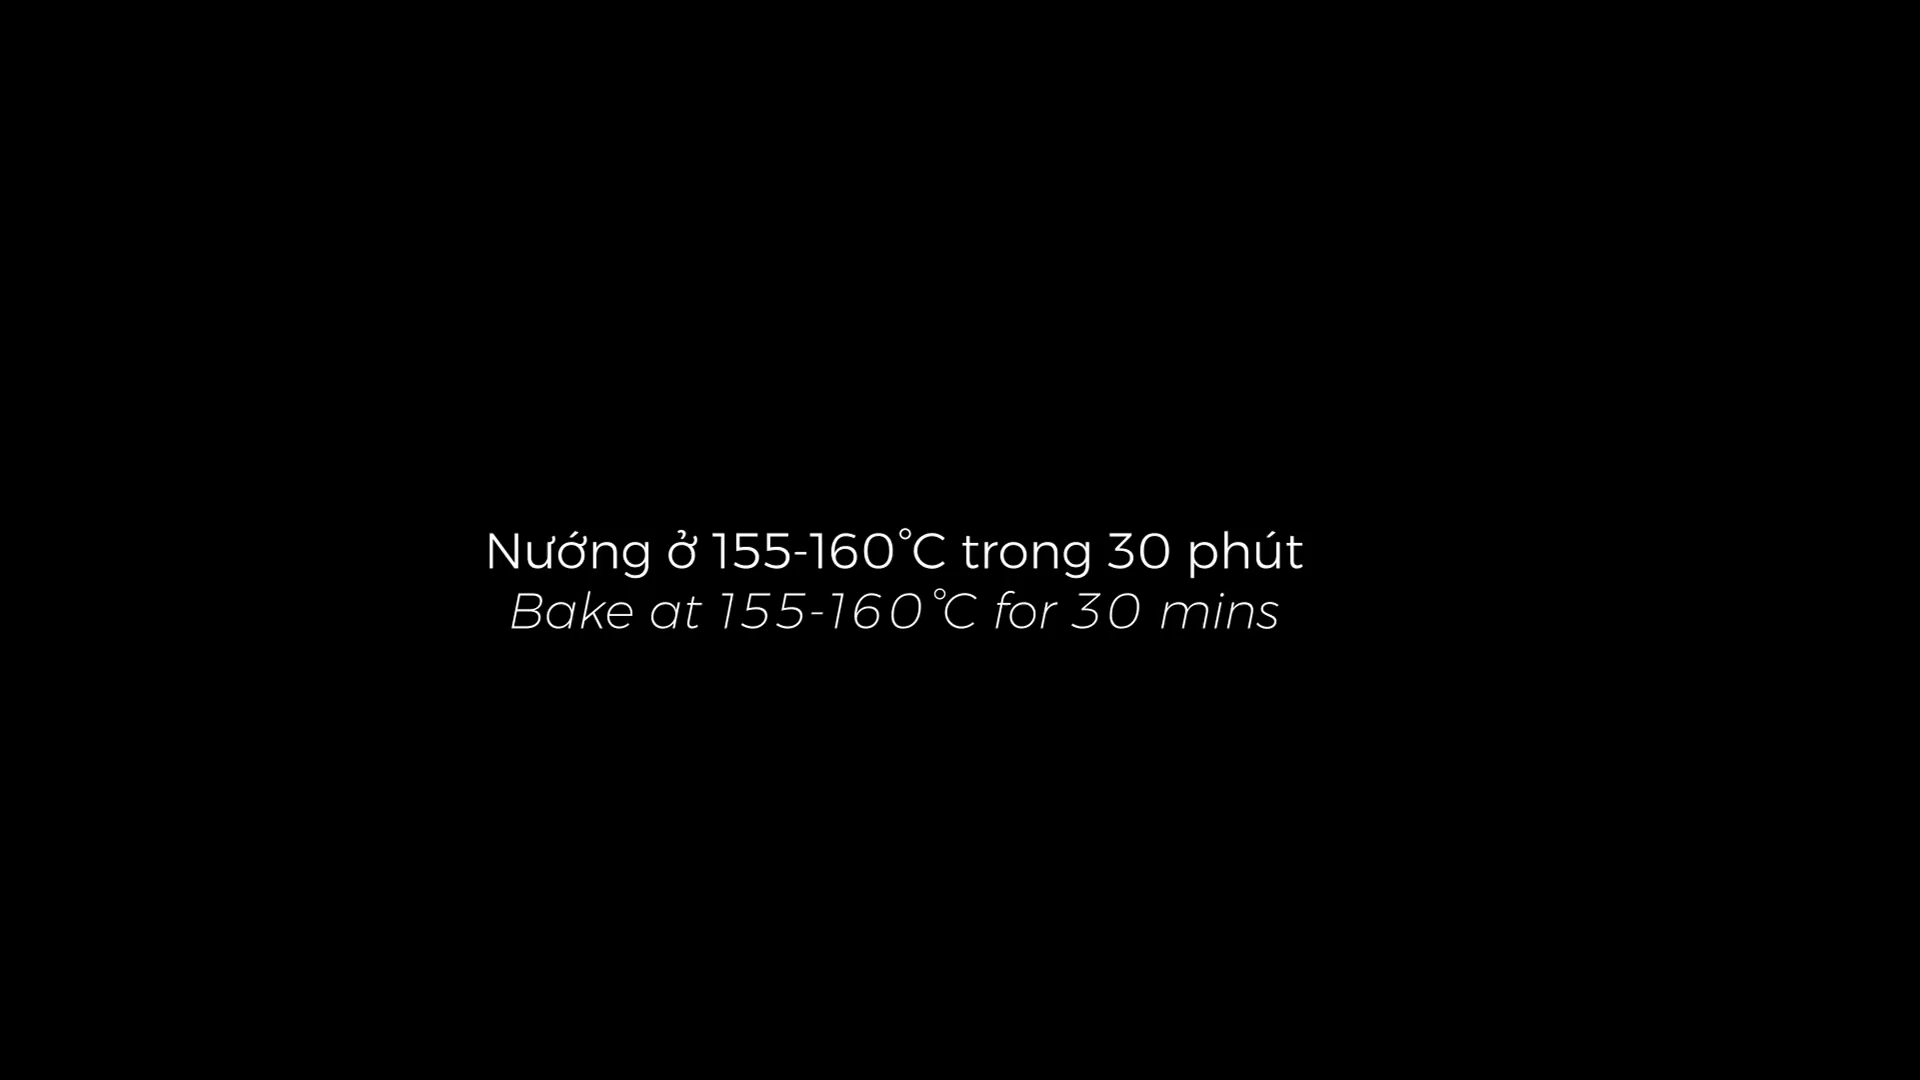 Nướng ở 155-160°C trong 30 phút
Bake at 155-160°C for 30 mins